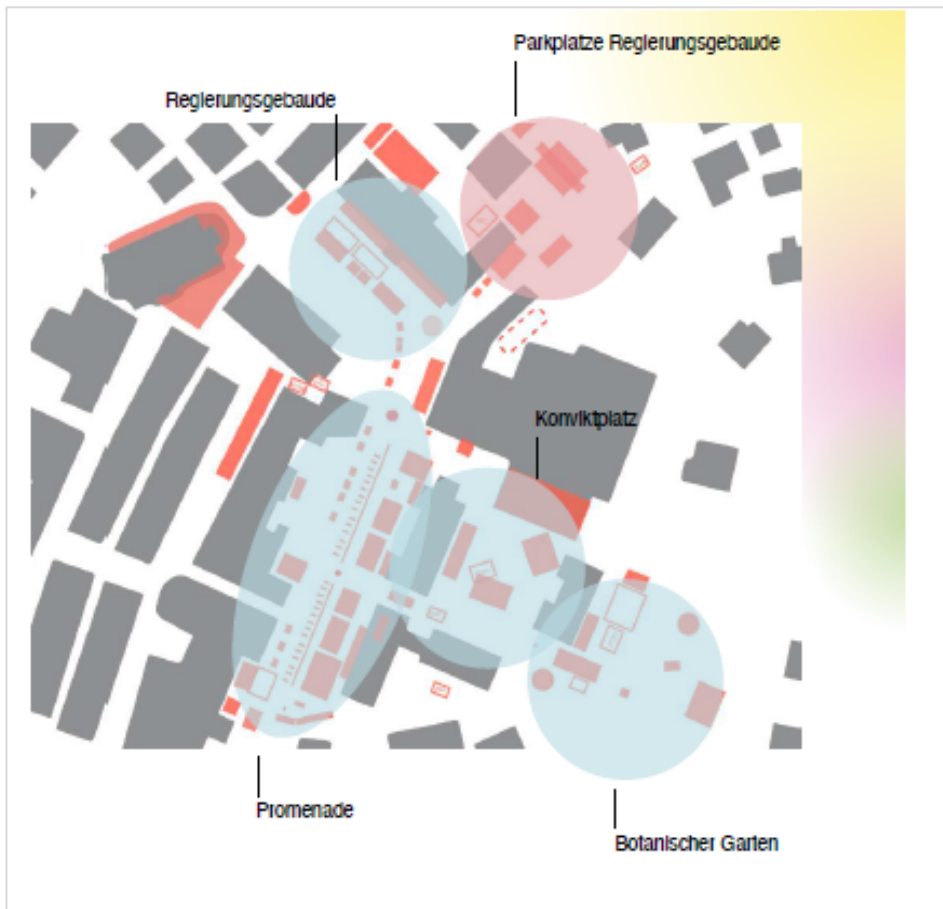 Parkplatze Regierungsgebaude
Regierungsgebaude
Konviktplatz
Promenade
Botanischer Garten